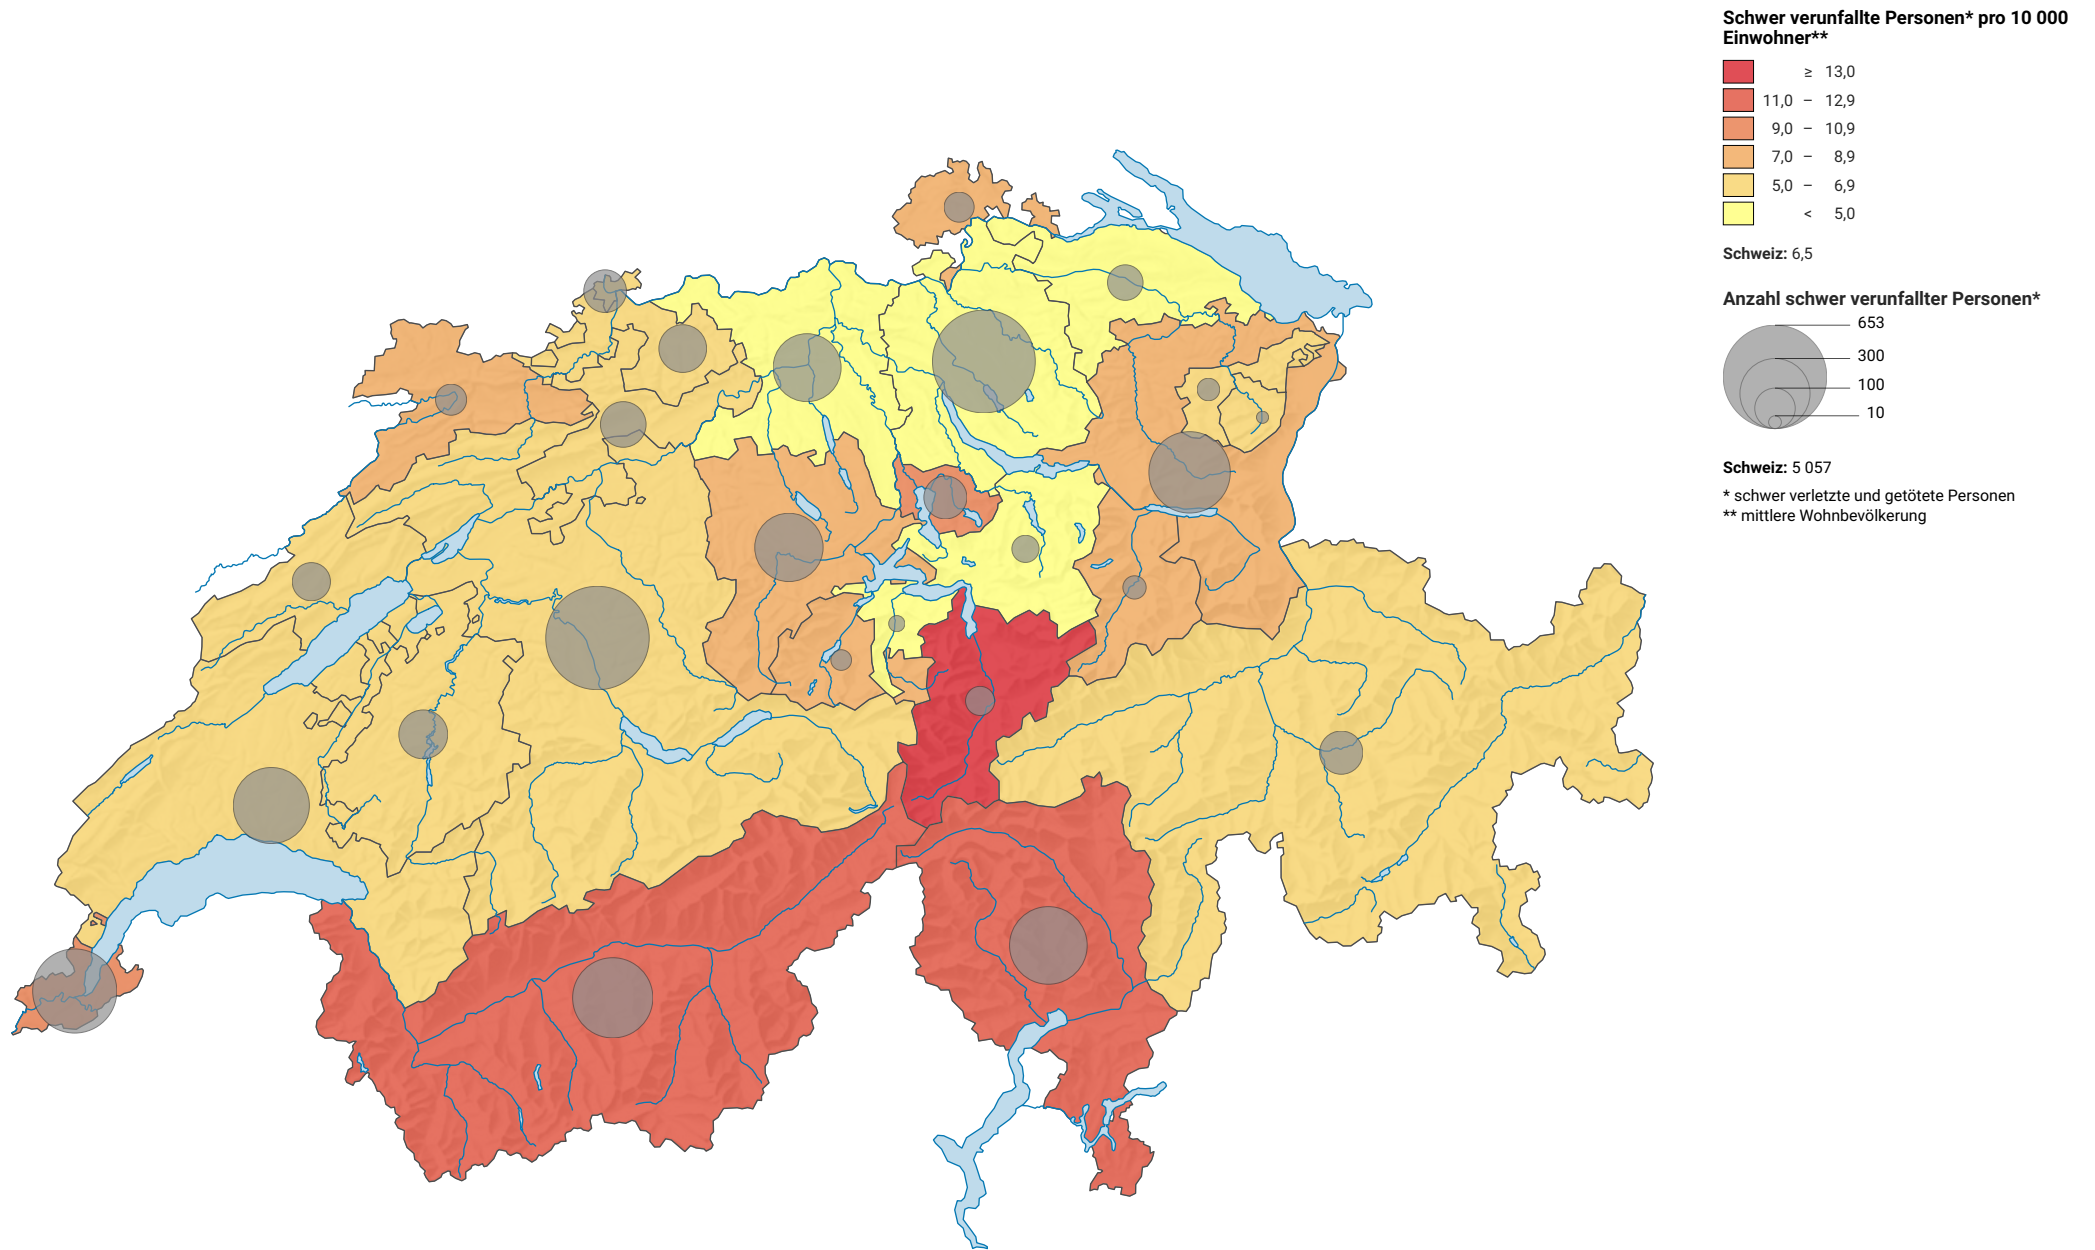 Schwer verunfallte Personen* pro 10 000
Einwohner**
≥ 13,0
11,0 – 12,9
9,0 – 10,9
7,0 – 8,9
5,0 – 6,9
< 5,0
Schweiz: 6,5
Anzahl schwer verunfallter Personen*
653
300
100
10
Schweiz: 5 057
* schwer verletzte und getötete Personen
** mittlere Wohnbevölkerung